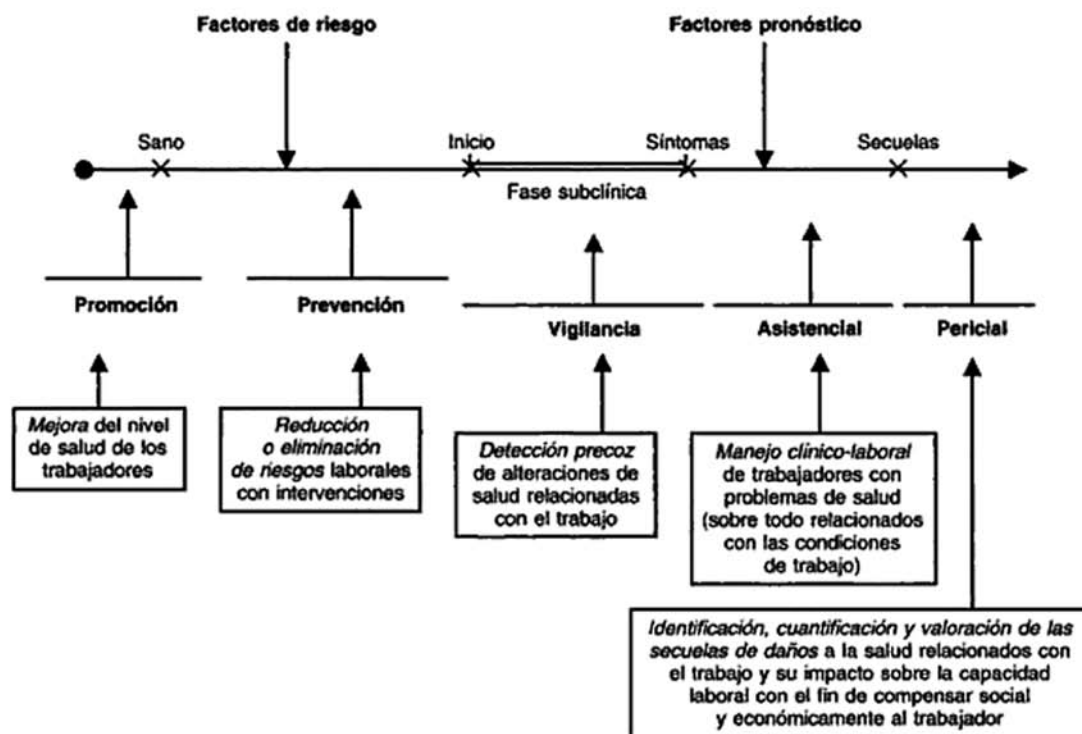 Factores de riesgo
Factores pronóstico
Sano
Inicio
Síntomas
Secuelas
Fase subclínica
Promoción
Prevención
Vigilancia
Asistencial
Pericial
Mejora del nivel
de salud de los
trabajadores
Reducción
o eliminación
de riesgos laborales
con intervenciones
Detección precoz
de alteraciones de
salud relacionadas
con el trabajo
Manejo clínico-laboral
de trabajadores con
problemas de salud
(sobre todo relacionados
con las condiciones
de trabajo)
Identificación, cuantificación y valoración de las
secuelas de daños a la salud relacionados con
el trabajo y su impacto sobre la capacidad
laboral con el fin de compensar social
y económicamente al trabajador